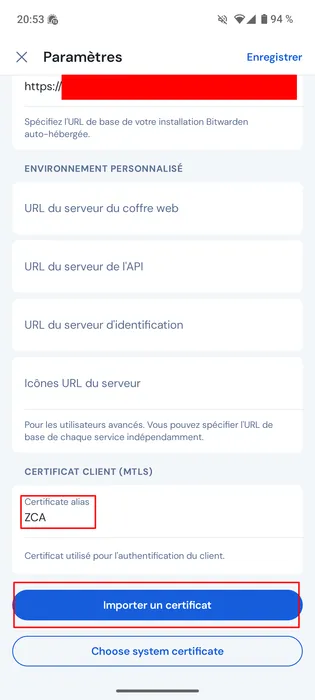 20:53 94 %
Paramètres Enregistrer
https://
Spécifiez l'URL de base de votre installation Bitwarden
auto-hébergée.
ENVIRONNEMENT PERSONNALISÉ
URL du serveur du coffre web
URL du serveur de l'API
URL du serveur d'identification
Icônes URL du serveur
Pour les utilisateurs avancés. Vous pouvez spécifier l'URL de
base de chaque service indépendamment.
CERTIFICAT CLIENT (MTLS)
Certificate alias
ZCA
Certificat utilisé pour l'authentification du client.
Importer un certificat
Choose system certificate